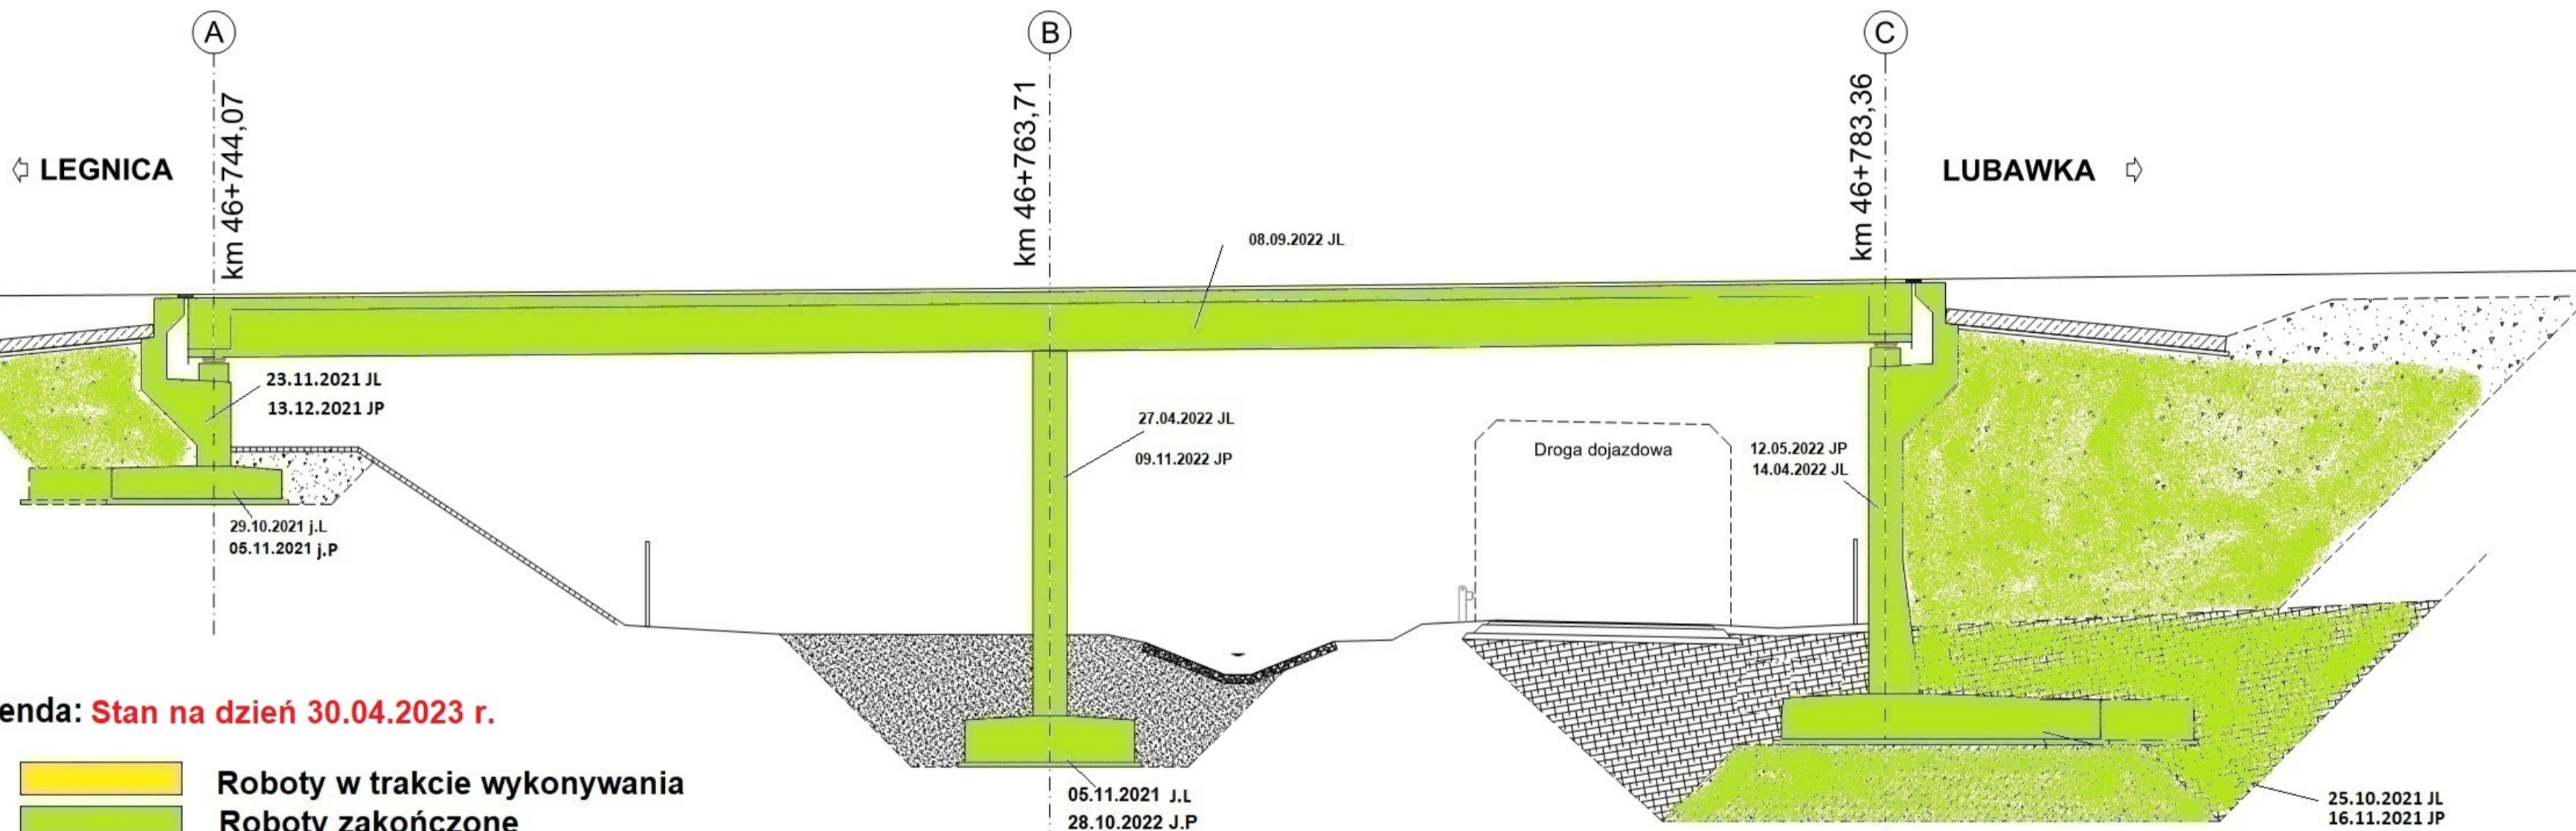 A
B
C
km 46+744,07
km 46+763,71
km 46+783,36
LEGNICA
LUBAWKA
08.09.2022 JL
23.11.2021 JL
13.12.2021 JP
27.04.2022 JL
09.11.2022 JP
Droga dojazdowa
12.05.2022 JP
14.04.2022 JL
29.10.2021 j.L
05.11.2021 j.P
enda: Stan na dzień 30.04.2023 r.
Roboty w trakcie wykonywania
Roboty zakończone
05.11.2021 J.L
28.10.2022 J.P
25.10.2021 JL
16.11.2021 JP